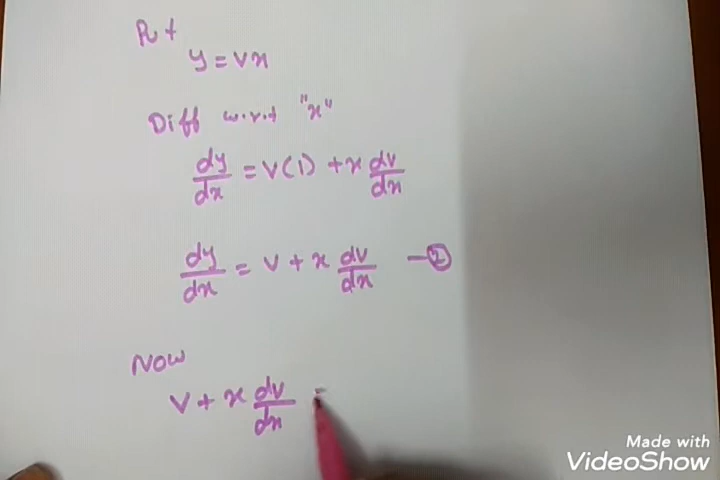 Put
y = vx
Diff w.r.t "x"
dy/dx = v(1) + x dv/dx
dy/dx = v + x dv/dx —②
Now
v + x dv/dx =
Made with
VideoShow